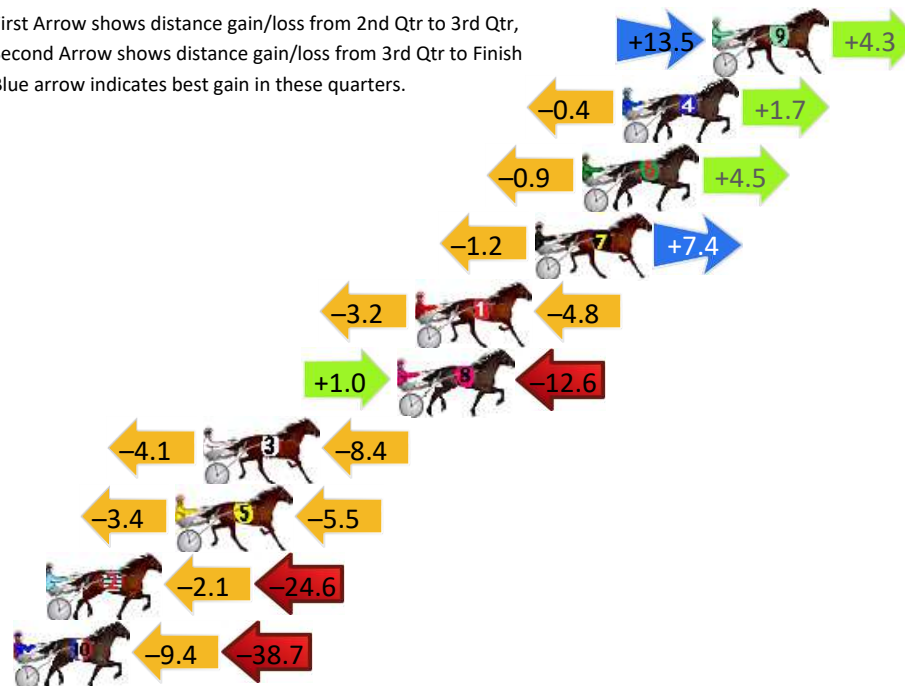 irst Arrow shows distance gain/loss from 2nd Qtr to 3rd Qtr,
econd Arrow shows distance gain/loss from 3rd Qtr to Finish
lue arrow indicates best gain in these quarters.
+13.5 9 +4.3
–0.4 4 +1.7
–0.9 6 +4.5
–1.2 7 +7.4
–3.2 1 –4.8
+1.0 8 –12.6
–4.1 3 –8.4
–3.4 5 –5.5
2 –2.1 –24.6
10 –9.4 –38.7